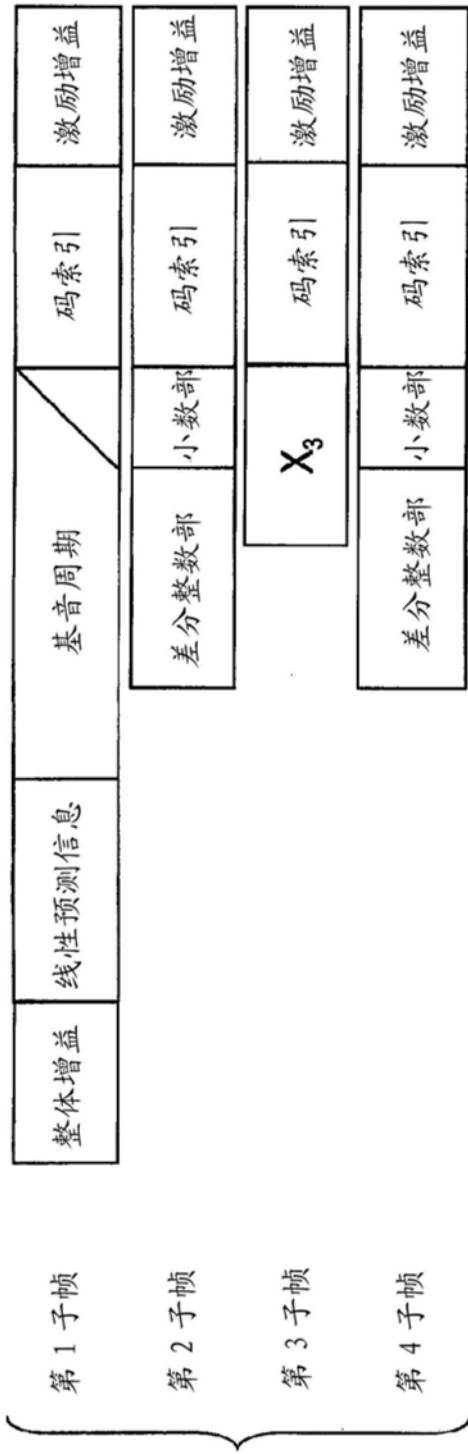 第1子帧 整体增益 线性预测信息 基音周期 码索引 激励增益
第2子帧 差分整数部 小数部 码索引 激励增益
第3子帧 X₃ 码索引 激励增益
第4子帧 差分整数部 小数部 码索引 激励增益